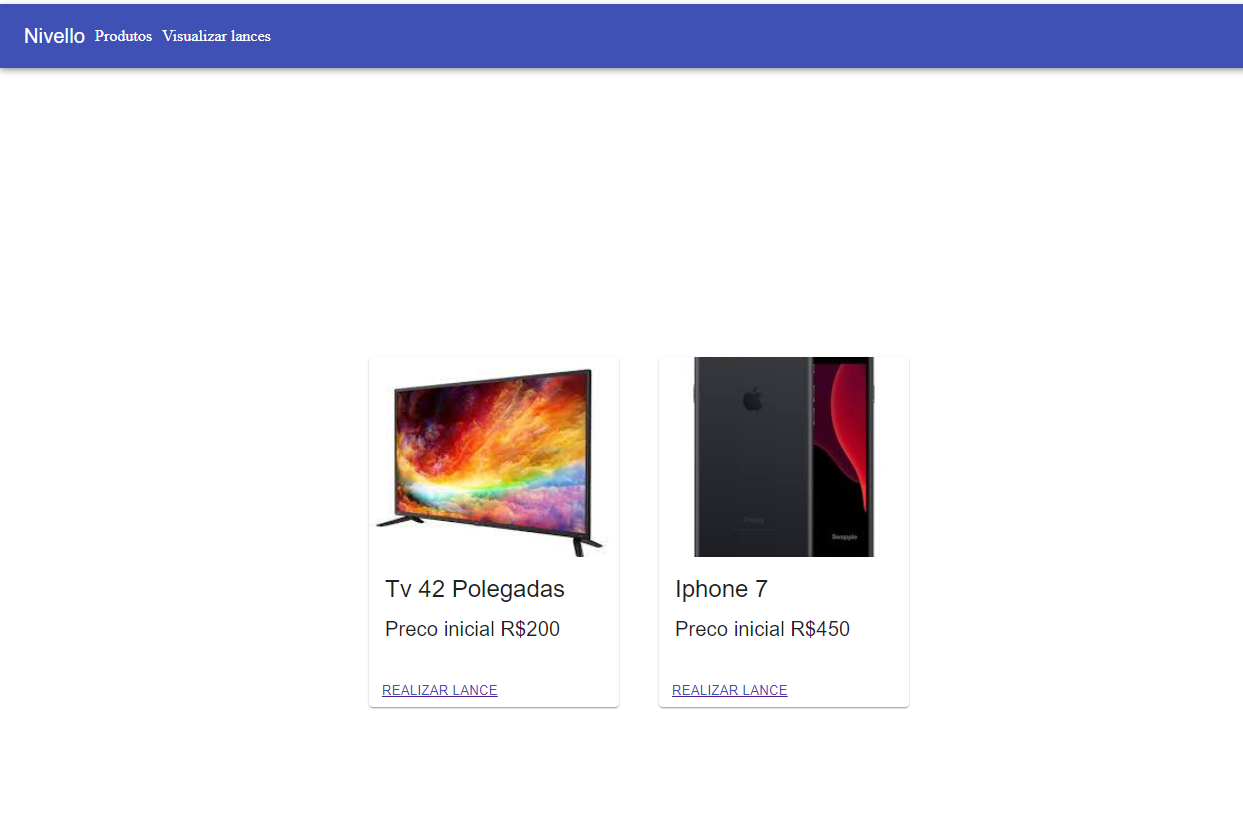 Nivello Produtos Visualizar lances
Swappie
Tv 42 Polegadas
Preco inicial R$200
REALIZAR LANCE
Iphone 7
Preco inicial R$450
REALIZAR LANCE